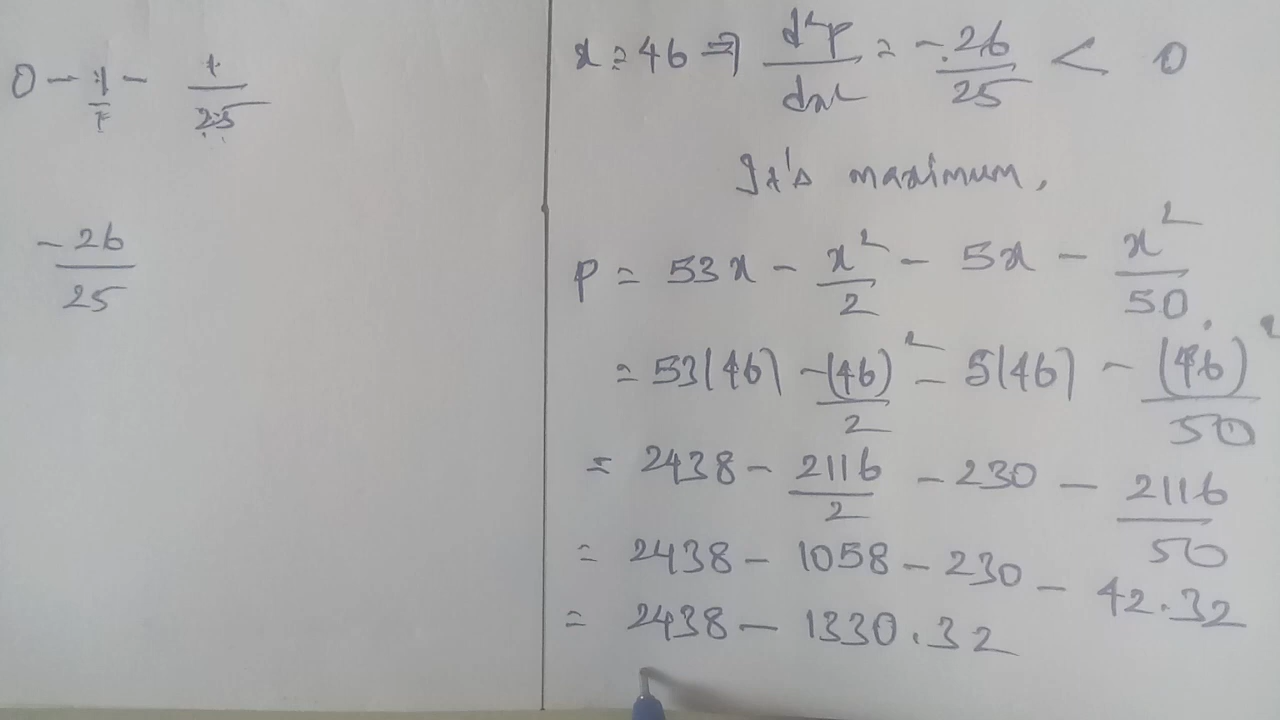 0 - 1/1 - 1/25
-26/25
x = 46 ⇒ d²p/dx² = -26/25 < 0
It's maximum,
P = 53x - x²/2 - 5x - x²/50.
= 53(46) - (46)²/2 - 5(46) - (46)²/50
= 2438 - 2116/2 - 230 - 2116/50
= 2438 - 1058 - 230 - 42.32
= 2438 - 1330.32